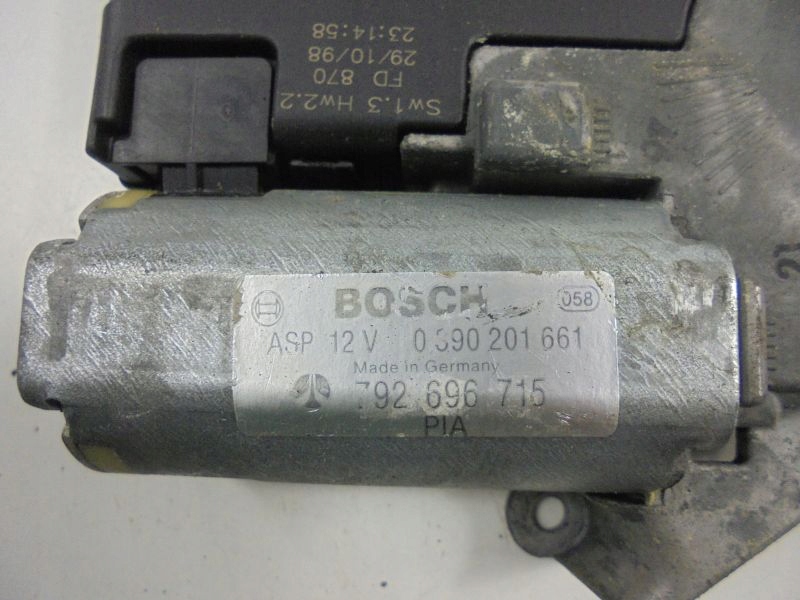 Sw1.3 Hw2.2
FD 870
29/10/98
23:14:58
BOSCH 058
ASP 12 V 0 390 201 661
Made in Germany
792 696 715
PIA